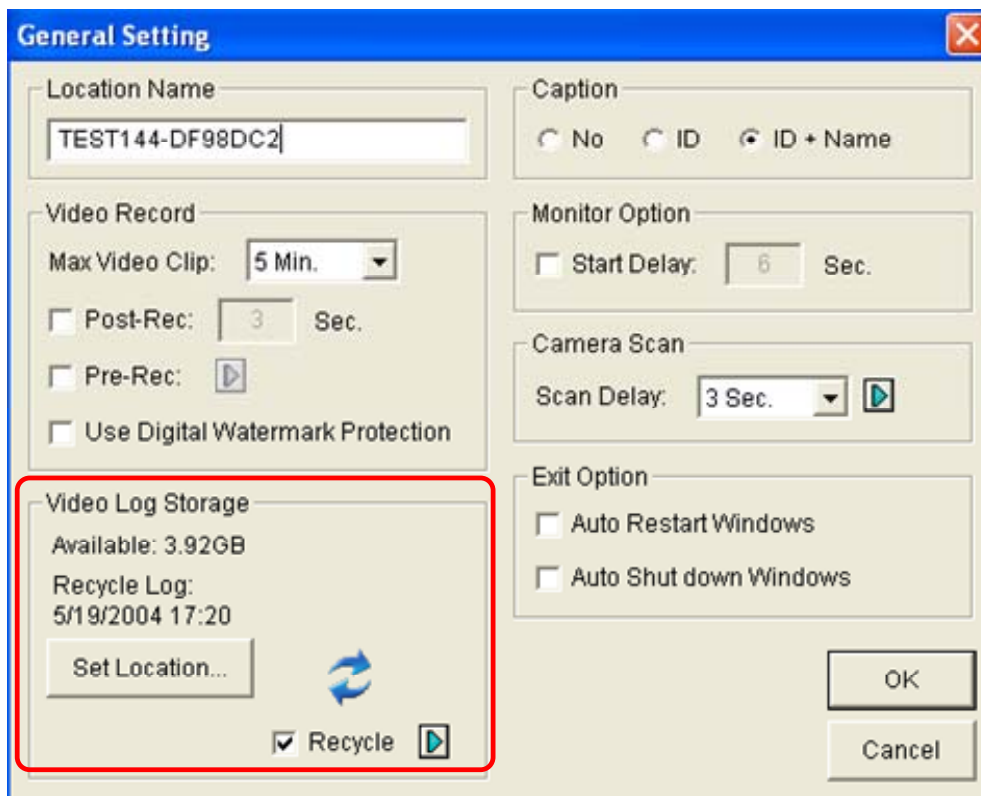 General Setting
Location Name
TEST144-DF98DC2
Video Record
Max Video Clip: 5 Min.
Post-Rec: 3 Sec.
Pre-Rec:
Use Digital Watermark Protection
Video Log Storage
Available: 3.92GB
Recycle Log:
5/19/2004 17:20
Set Location...
Recycle
Caption
No ID ID + Name
Monitor Option
Start Delay: 6 Sec.
Camera Scan
Scan Delay: 3 Sec.
Exit Option
Auto Restart Windows
Auto Shut down Windows
OK
Cancel